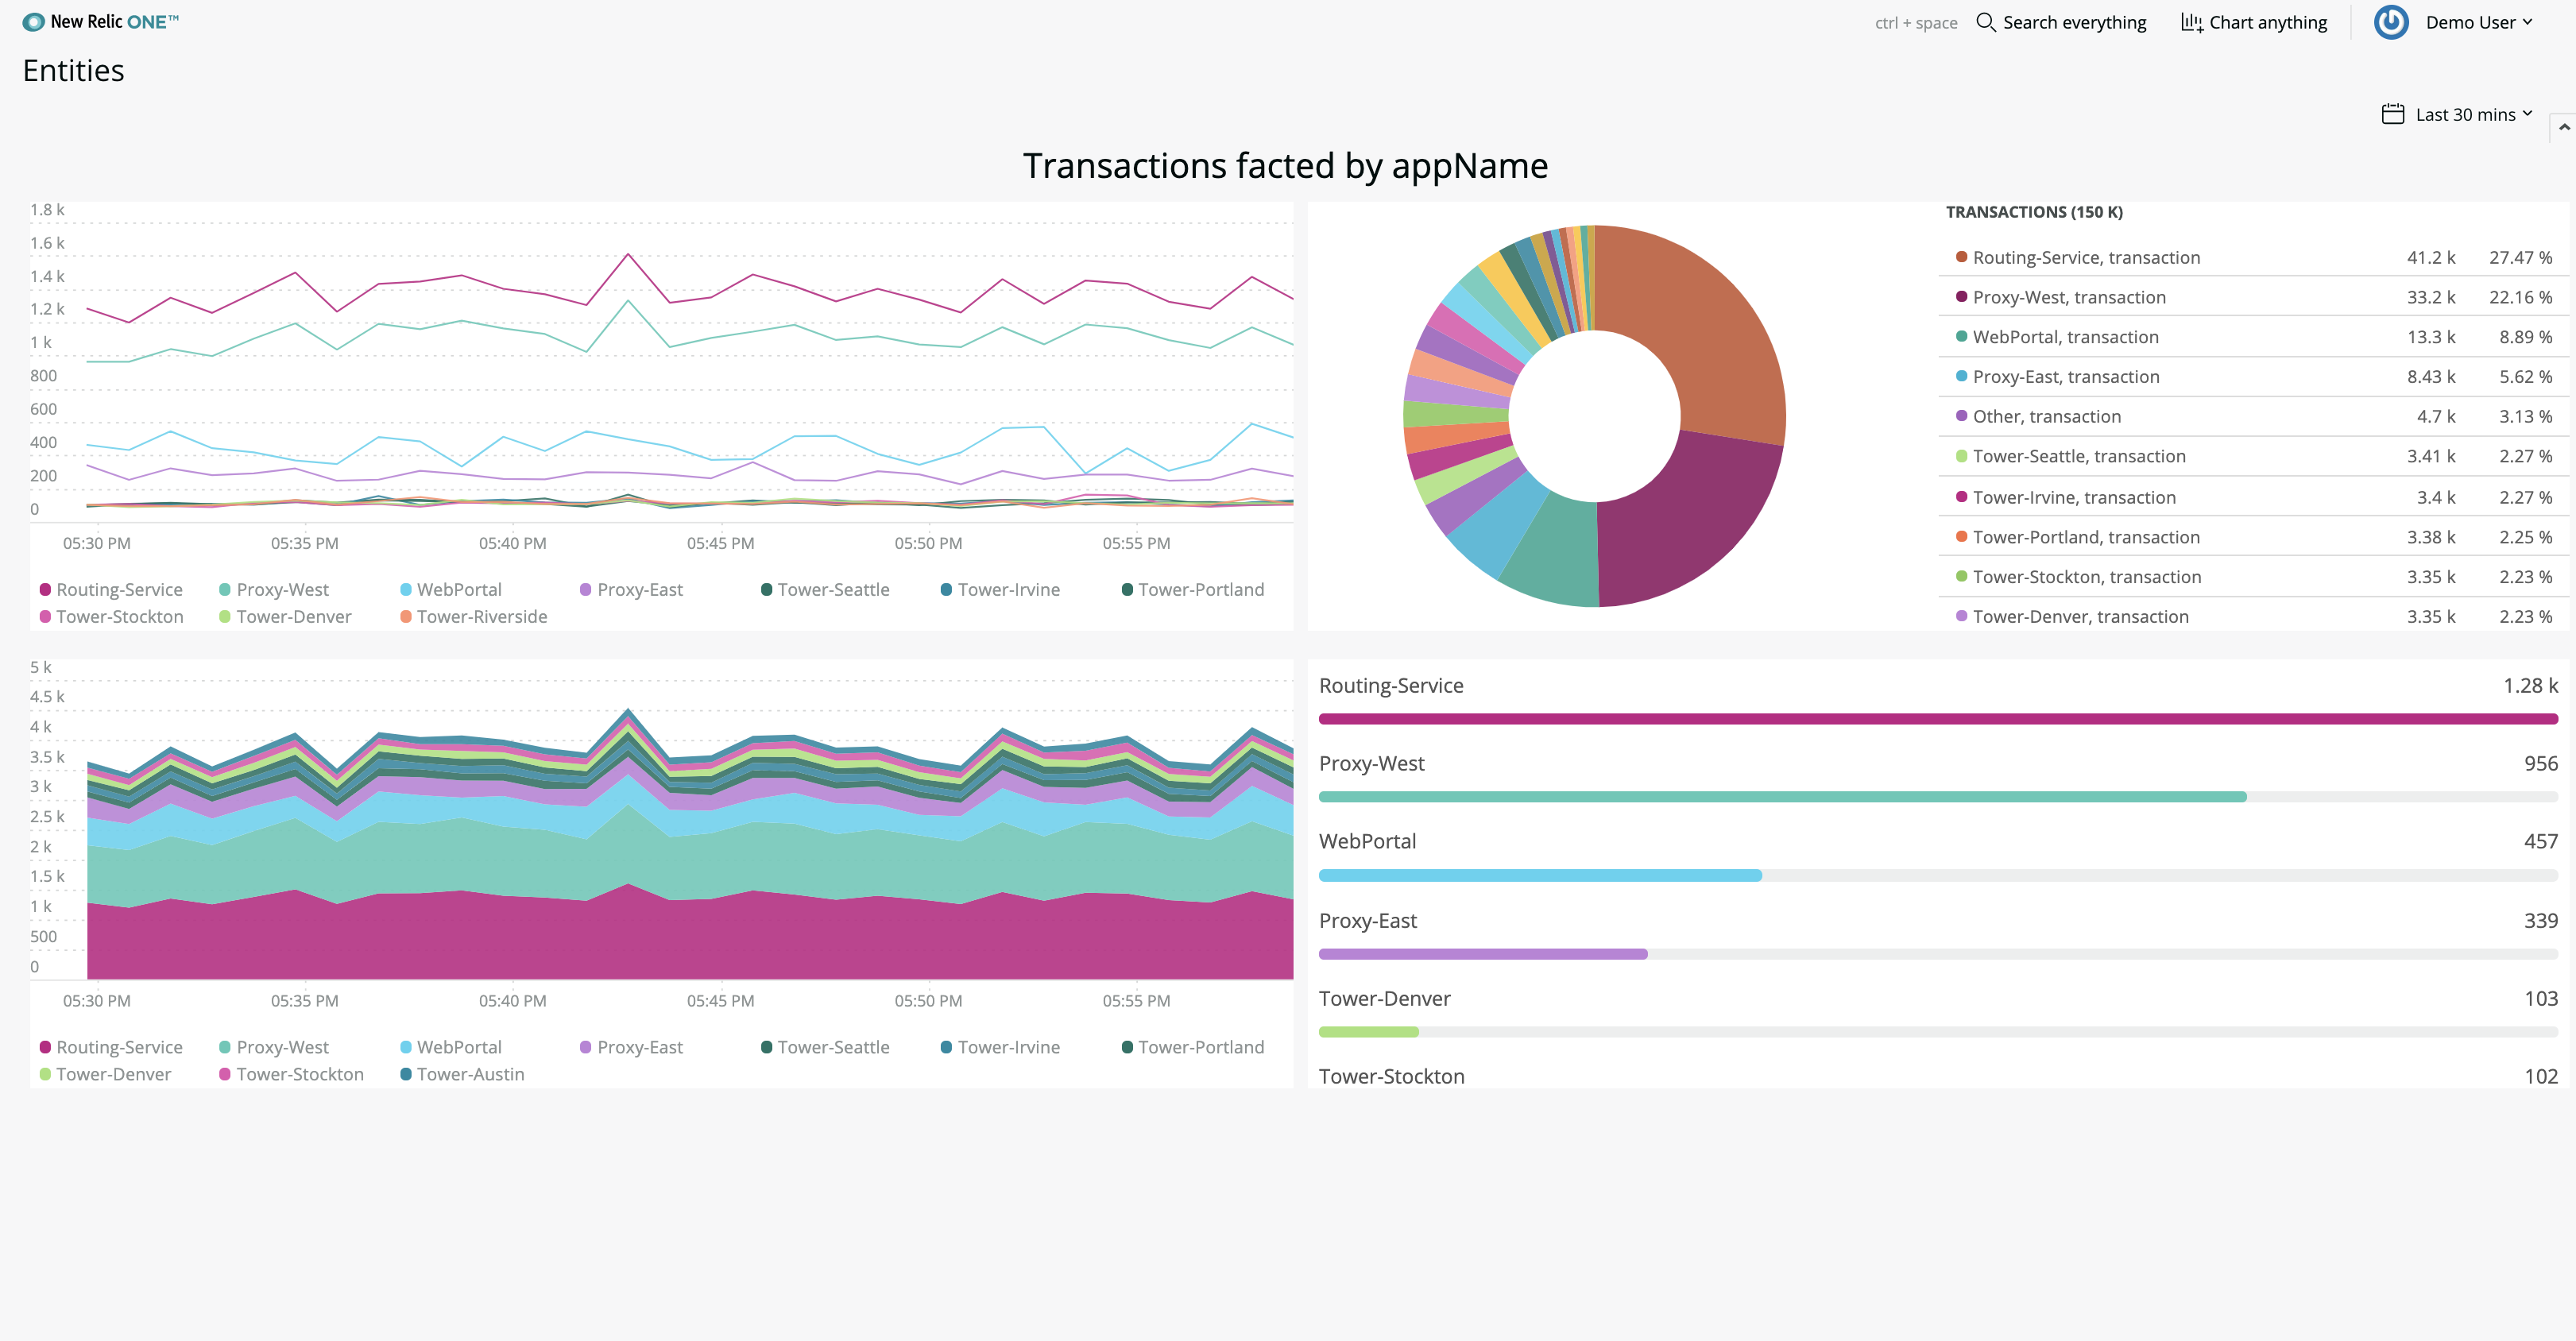 New Relic ONE™
ctrl + space Search everything Chart anything Demo User
Entities
Last 30 mins
Transactions facted by appName
1.8 k
1.6 k
1.4 k
1.2 k
1 k
800
600
400
200
0
05:30 PM 05:35 PM 05:40 PM 05:45 PM 05:50 PM 05:55 PM
Routing-Service Proxy-West WebPortal Proxy-East Tower-Seattle Tower-Irvine Tower-Portland
Tower-Stockton Tower-Denver Tower-Riverside
TRANSACTIONS (150 K)
Routing-Service, transaction 41.2 k 27.47 %
Proxy-West, transaction 33.2 k 22.16 %
WebPortal, transaction 13.3 k 8.89 %
Proxy-East, transaction 8.43 k 5.62 %
Other, transaction 4.7 k 3.13 %
Tower-Seattle, transaction 3.41 k 2.27 %
Tower-Irvine, transaction 3.4 k 2.27 %
Tower-Portland, transaction 3.38 k 2.25 %
Tower-Stockton, transaction 3.35 k 2.23 %
Tower-Denver, transaction 3.35 k 2.23 %
5 k
4.5 k
4 k
3.5 k
3 k
2.5 k
2 k
1.5 k
1 k
500
0
05:30 PM 05:35 PM 05:40 PM 05:45 PM 05:50 PM 05:55 PM
Routing-Service Proxy-West WebPortal Proxy-East Tower-Seattle Tower-Irvine Tower-Portland
Tower-Denver Tower-Stockton Tower-Austin
Routing-Service 1.28 k
Proxy-West 956
WebPortal 457
Proxy-East 339
Tower-Denver 103
Tower-Stockton 102